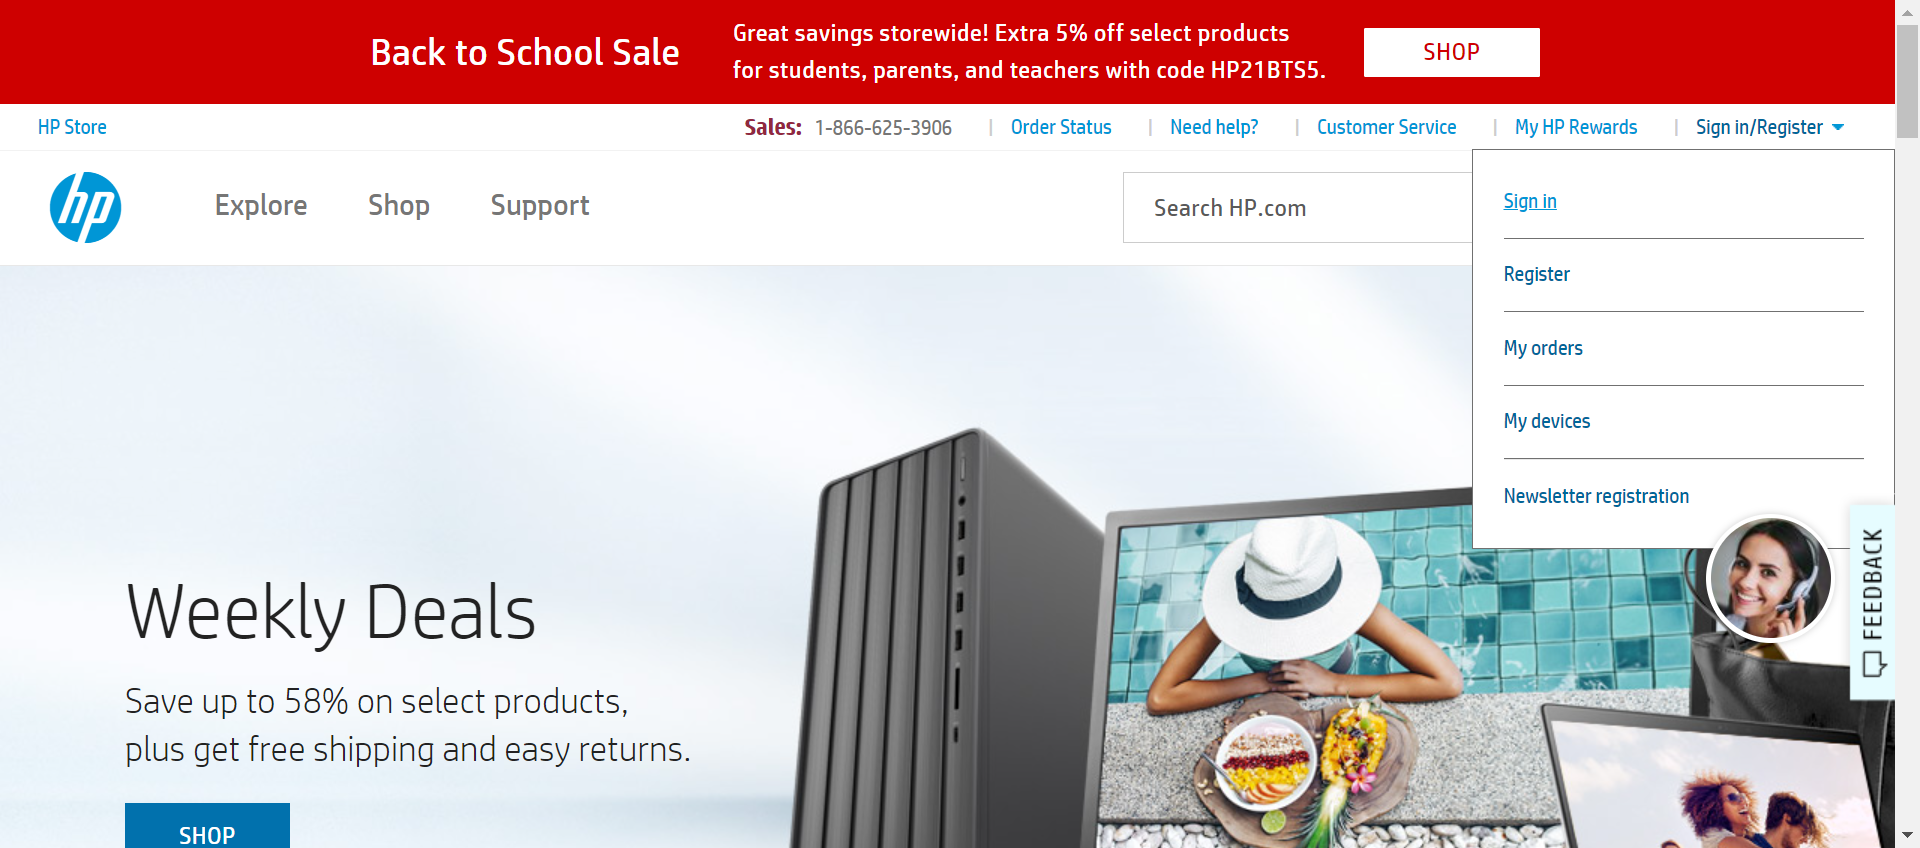 Back to School Sale
Great savings storewide! Extra 5% off select products
for students, parents, and teachers with code HP21BTS5.
SHOP
HP Store
Sales: 1-866-625-3906
Order Status
Need help?
Customer Service
My HP Rewards
Sign in/Register
hp
Explore
Shop
Support
Search HP.com
Sign in
Register
My orders
My devices
Newsletter registration
FEEDBACK
Weekly Deals
Save up to 58% on select products,
plus get free shipping and easy returns.
SHOP